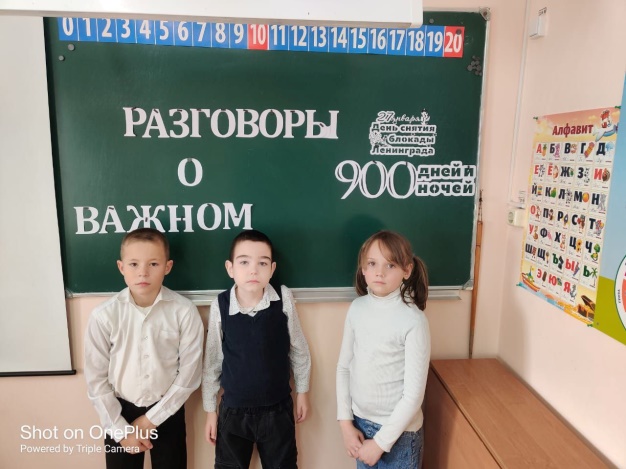 0 1 2 3 4 5 6 7 8 9 10 11 12 13 14 15 16 17 18 19 20
РАЗГОВОРЫ
О
ВАЖНОМ
27 января
День снятия
блокады
Ленинграда
900 дней и
ночей
Алфавит
А Б В Г Д
Е Ё Ж З И
Й К Л М Н
О П Р С Т
У Ф Х Ц Ч
Ш Щ Ъ Ы Ь
Э Ю Я
Shot on OnePlus
Powered by Triple Camera